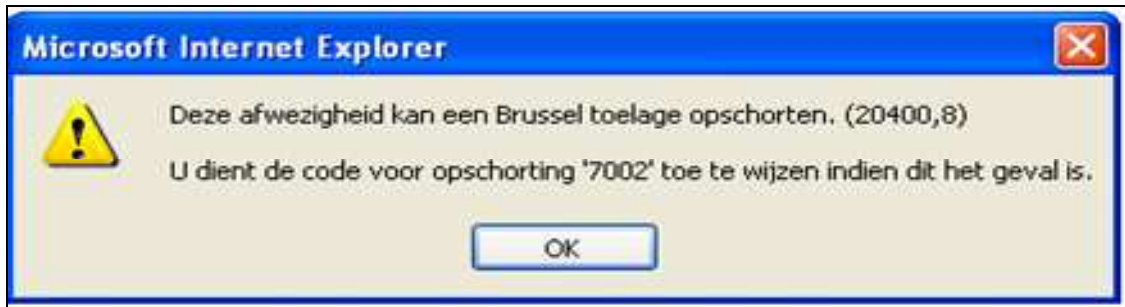 Microsoft Internet Explorer
Deze afwezigheid kan een Brussel toelage opschorten. (20400,8)
U dient de code voor opschorting '7002' toe te wijzen indien dit het geval is.
OK